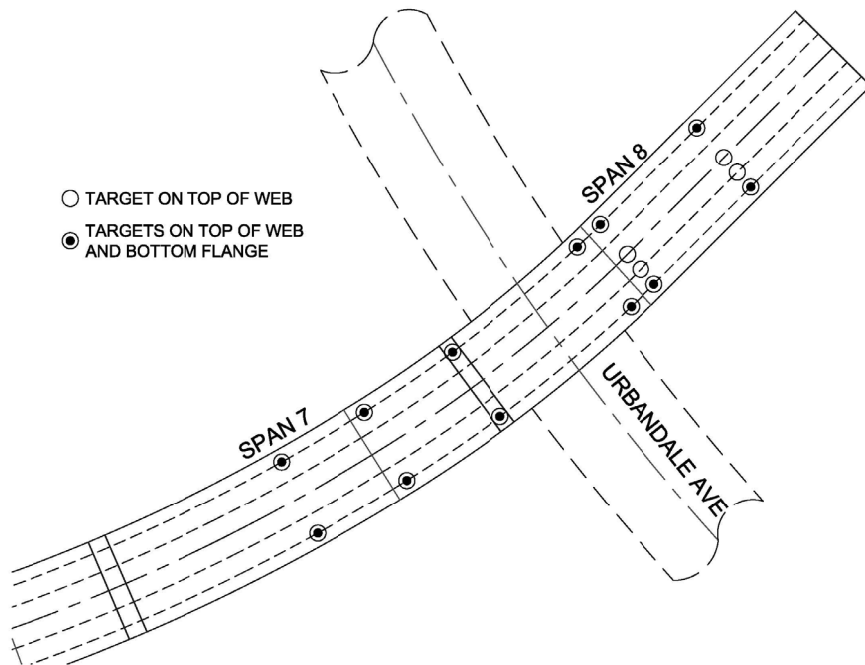 SPAN 8
TARGET ON TOP OF WEB
TARGETS ON TOP OF WEB
AND BOTTOM FLANGE
SPAN 7
URBANDALE AVE